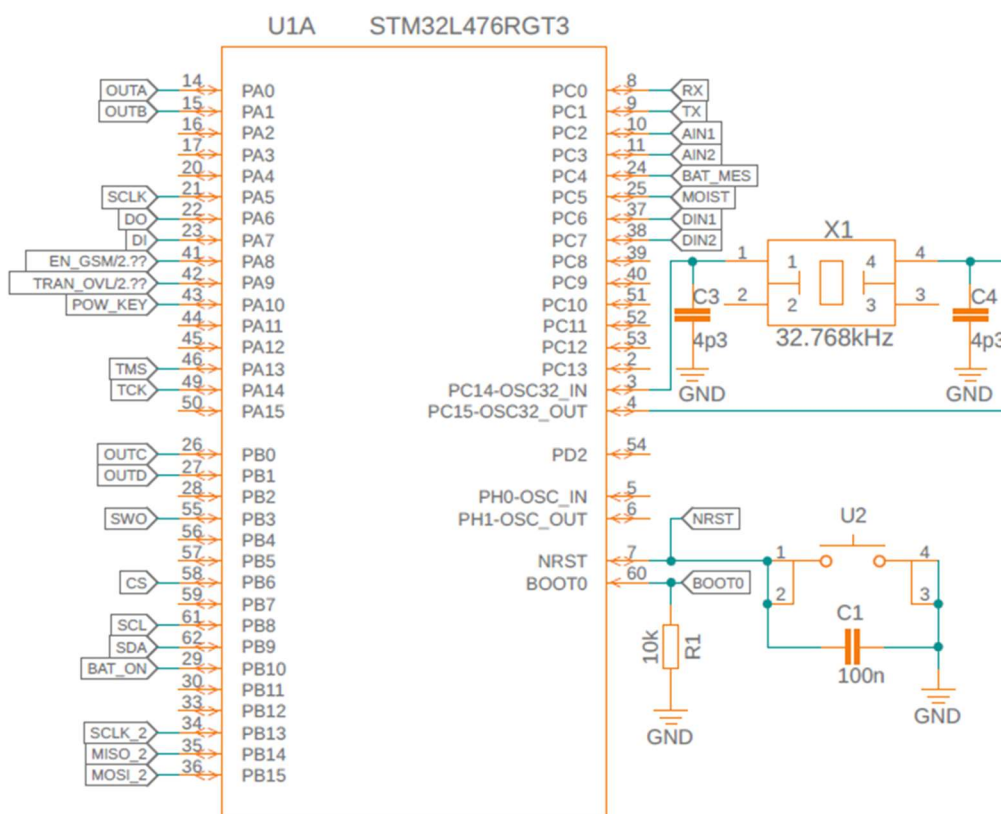 U1A STM32L476RGT3
OUTA 14 PA0
OUTB 15 PA1
16 PA2
17 PA3
20 PA4
SCLK 21 PA5
DO 22 PA6
DI 23 PA7
EN_GSM/2.?? 41 PA8
TRAN_OVL/2.?? 42 PA9
POW_KEY 43 PA10
44 PA11
45 PA12
TMS 46 PA13
TCK 49 PA14
50 PA15
OUTC 26 PB0
OUTD 27 PB1
28 PB2
SWO 55 PB3
56 PB4
57 PB5
CS 58 PB6
59 PB7
SCL 61 PB8
SDA 62 PB9
BAT_ON 29 PB10
30 PB11
33 PB12
SCLK_2 34 PB13
MISO_2 35 PB14
MOSI_2 36 PB15
PC0 8 RX
PC1 9 TX
PC2 10 AIN1
PC3 11 AIN2
PC4 24 BAT_MES
PC5 25 MOIST
PC6 37 DIN1
PC7 38 DIN2
PC8 39
PC9 40
PC10 51
PC11 52
PC12 53
PC13 2
PC14-OSC32_IN 3
PC15-OSC32_OUT 4
PD2 54
PH0-OSC_IN 5
PH1-OSC_OUT 6
NRST 7 NRST
BOOT0 60 BOOT0
X1
1 1 4 4
2 2 3 3
32.768kHz
C3
4p3
GND
C4
4p3
GND
10k R1
GND
U2
1 4
2 3
C1
100n
GND